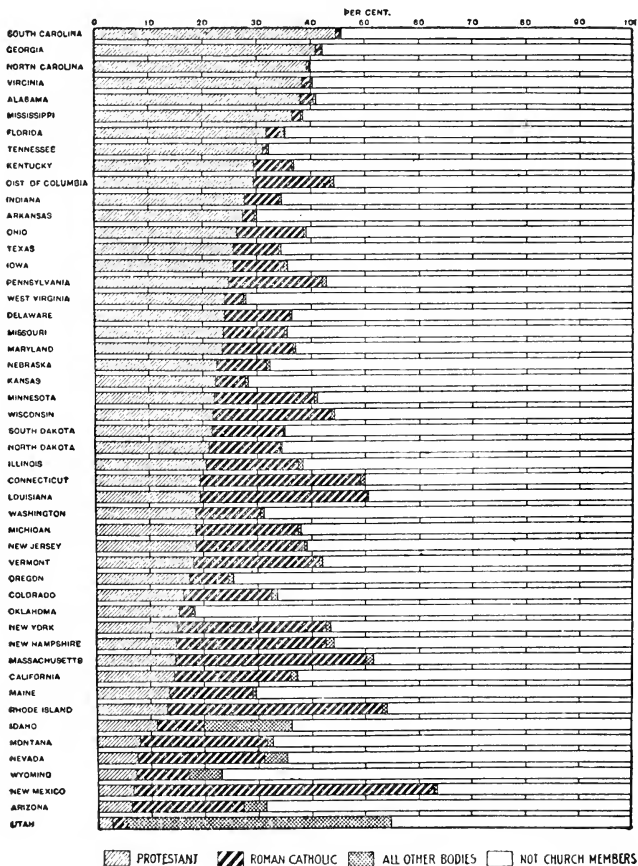 PER CENT.
0 10 20 30 40 50 60 70 80 90 100
SOUTH CAROLINA
GEORGIA
NORTH CAROLINA
VIRGINIA
ALABAMA
MISSISSIPPI
FLORIDA
TENNESSEE
KENTUCKY
DIST OF COLUMBIA
INDIANA
ARKANSAS
OHIO
TEXAS
IOWA
PENNSYLVANIA
WEST VIRGINIA
DELAWARE
MISSOURI
MARYLAND
NEBRASKA
KANSAS
MINNESOTA
WISCONSIN
SOUTH DAKOTA
NORTH DAKOTA
ILLINOIS
CONNECTICUT
LOUISIANA
WASHINGTON
MICHIGAN
NEW JERSEY
VERMONT
OREGON
COLORADO
OKLAHOMA
NEW YORK
NEW HAMPSHIRE
MASSACHUSETTS
CALIFORNIA
MAINE
RHODE ISLAND
IDAHO
MONTANA
NEVADA
WYOMING
NEW MEXICO
ARIZONA
UTAH
PROTESTANT ROMAN CATHOLIC ALL OTHER BODIES NOT CHURCH MEMBERS